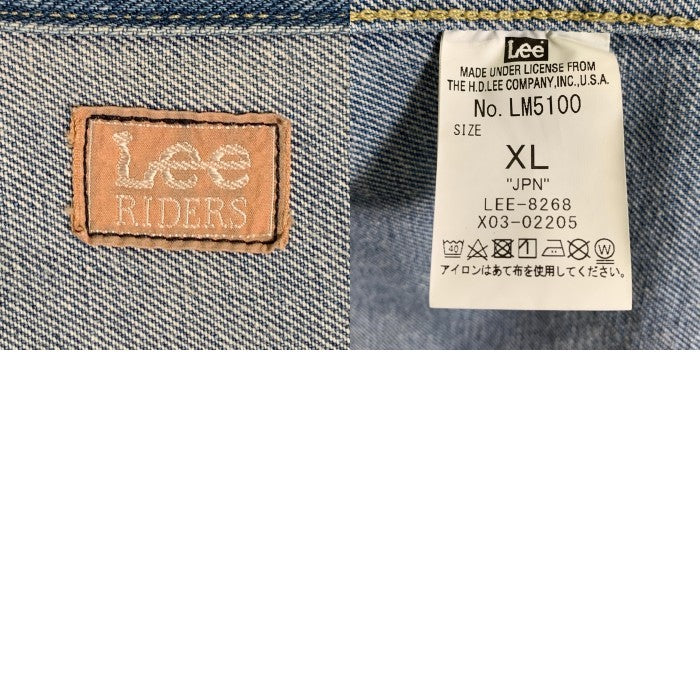 Lee
RIDERS
Lee
MADE UNDER LICENSE FROM
THE H.D.LEE COMPANY,INC.,U.S.A.
No. LM5100
SIZE
XL
"JPN"
LEE-8268
X03-02205
40
アイロンはあて布を使用してください。